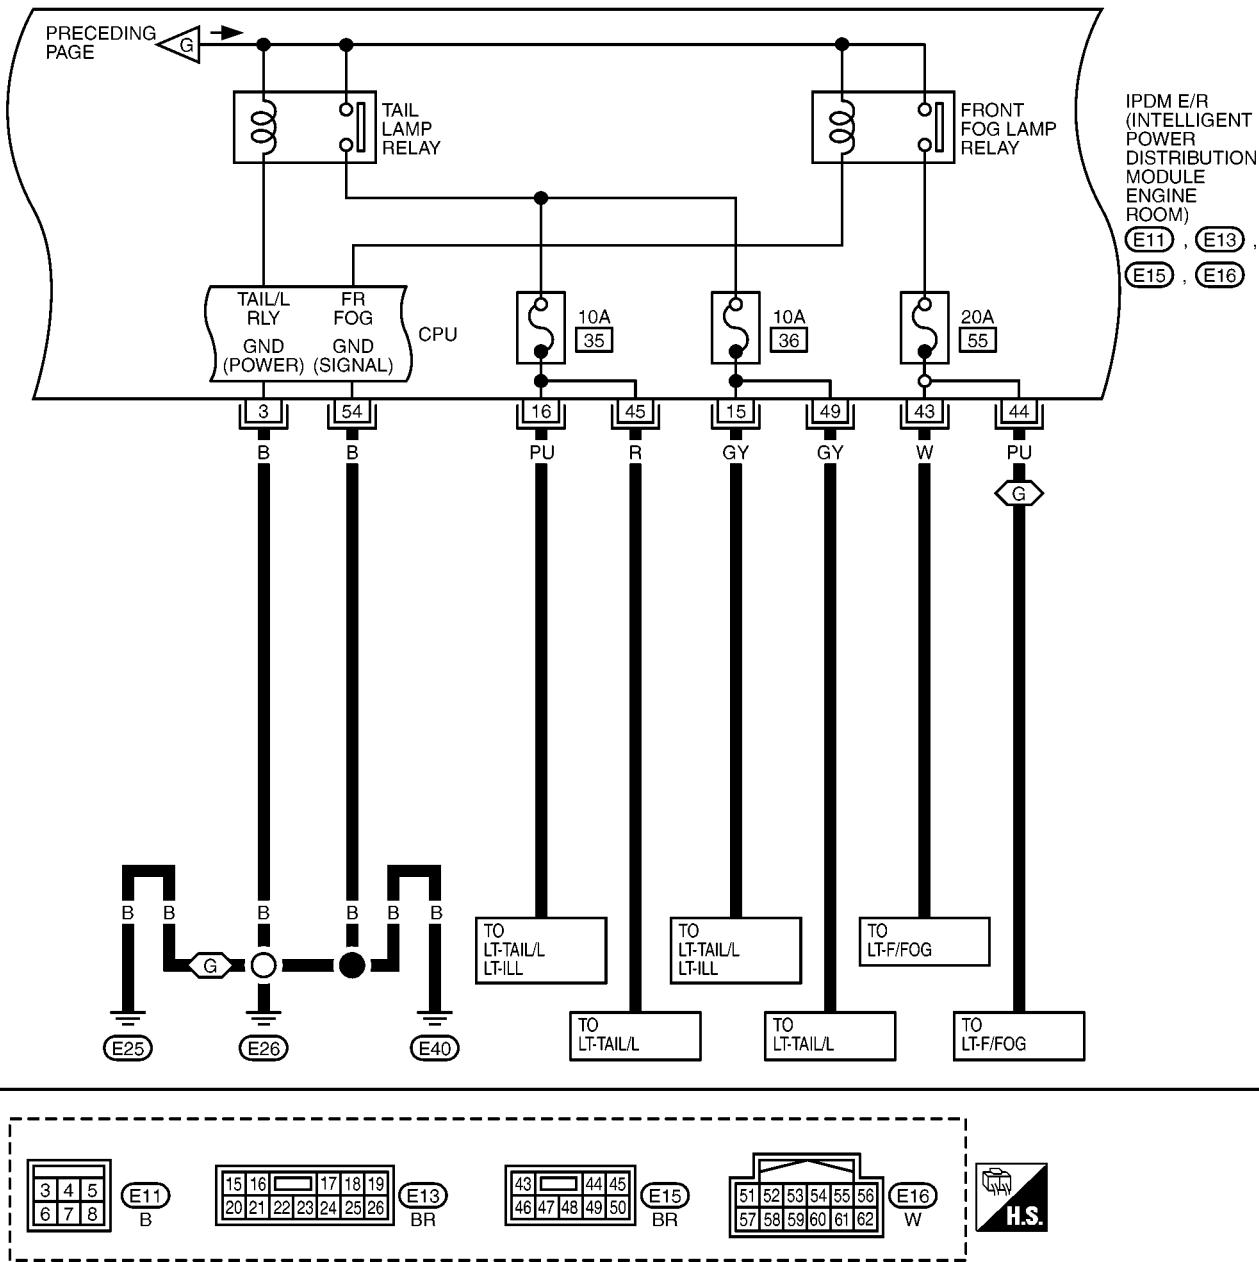 PRECEDING
PAGE
G
TAIL
LAMP
RELAY
FRONT
FOG LAMP
RELAY
IPDM E/R
(INTELLIGENT
POWER
DISTRIBUTION
MODULE
ENGINE
ROOM)
E11 , E13 ,
E15 , E16
TAIL/L
RLY
GND
(POWER)
FR
FOG
GND
(SIGNAL)
CPU
10A
35
10A
36
20A
55
3 54 16 45 15 49 43 44
B B PU R GY GY W PU
G
B B B B B B
G
E25 E26 E40
TO
LT-TAIL/L
LT-ILL
TO
LT-TAIL/L
LT-ILL
TO
LT-F/FOG
TO
LT-TAIL/L
TO
LT-TAIL/L
TO
LT-F/FOG
3 4 5
6 7 8
E11
B
15 16 17 18 19
20 21 22 23 24 25 26
E13
BR
43 44 45
46 47 48 49 50
E15
BR
51 52 53 54 55 56
57 58 59 60 61 62
E16
W
H.S.